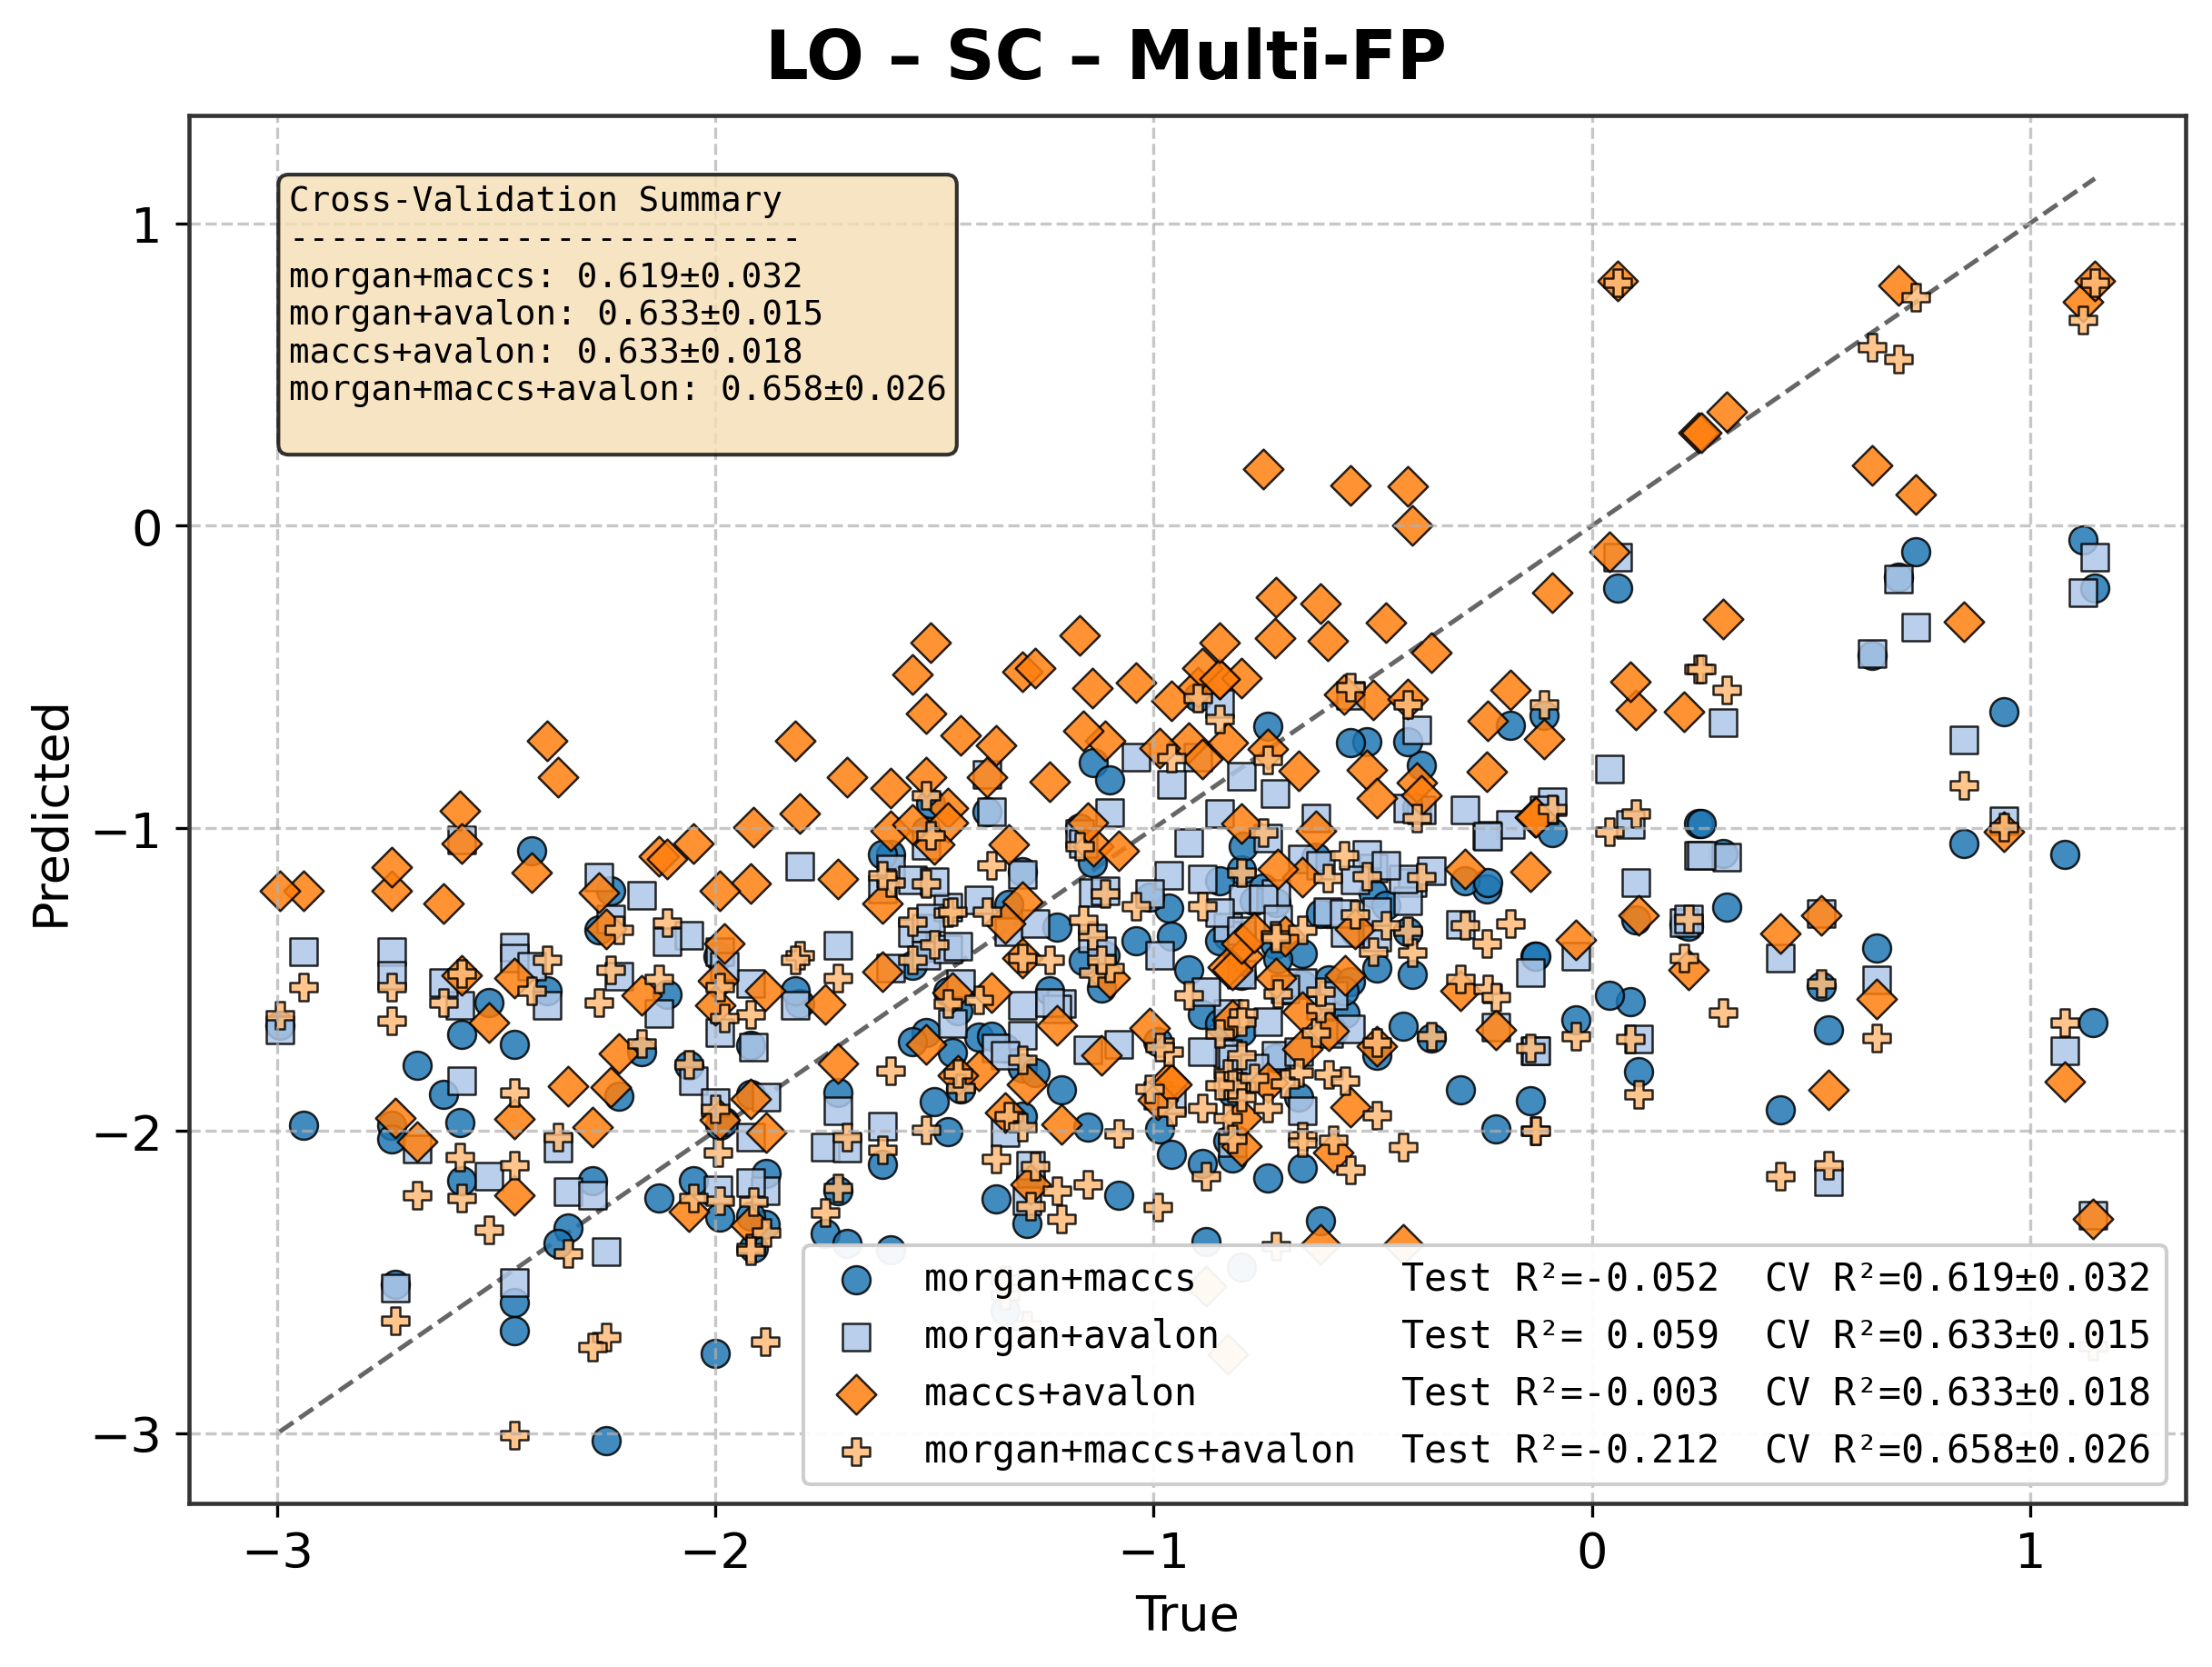 LO – SC – Multi-FP
Cross-Validation Summary
-------------------------
morgan+maccs: 0.619±0.032
morgan+avalon: 0.633±0.015
maccs+avalon: 0.633±0.018
morgan+maccs+avalon: 0.658±0.026
1
0
−1
−2
−3
Predicted
morgan+maccs Test R²=-0.052 CV R²=0.619±0.032
morgan+avalon Test R²= 0.059 CV R²=0.633±0.015
maccs+avalon Test R²=-0.003 CV R²=0.633±0.018
morgan+maccs+avalon Test R²=-0.212 CV R²=0.658±0.026
−3 −2 −1 0 1
True